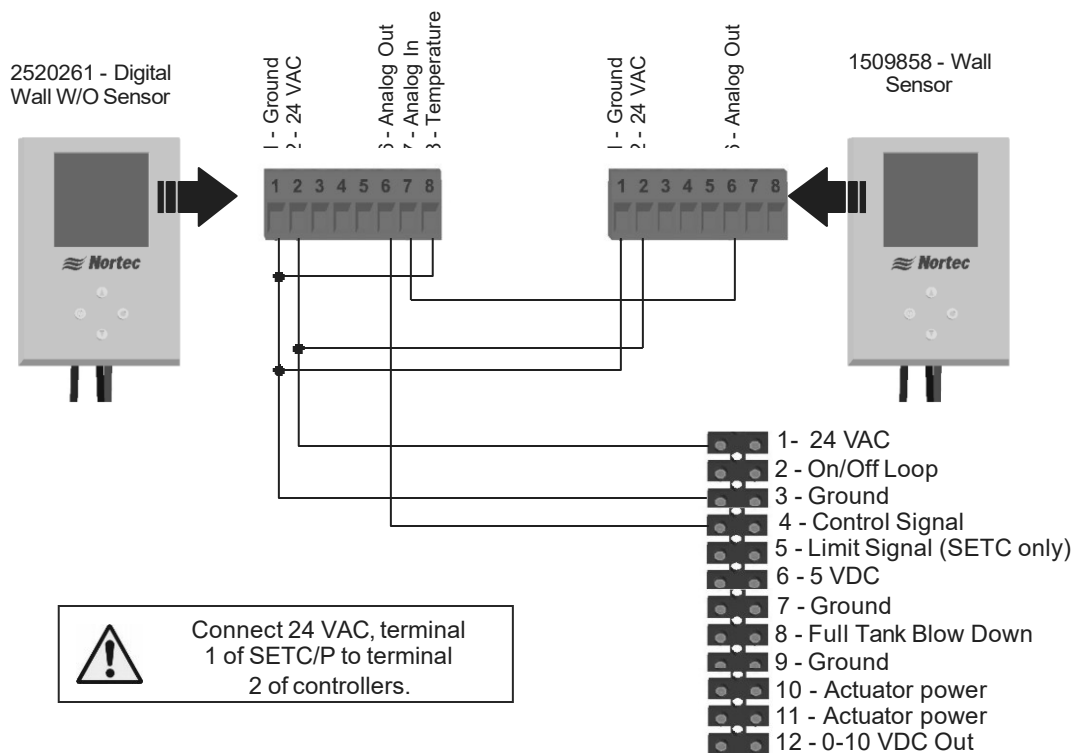 2520261 - Digital
Wall W/O Sensor
1 - Ground
2 - 24 VAC
6 - Analog Out
7 - Analog In
8 - Temperature
1 - Ground
2 - 24 VAC
6 - Analog Out
1509858 - Wall
Sensor
1 2 3 4 5 6 7 8
1 2 3 4 5 6 7 8
Nortec
Nortec
1- 24 VAC
2 - On/Off Loop
3 - Ground
4 - Control Signal
5 - Limit Signal (SETC only)
6 - 5 VDC
7 - Ground
8 - Full Tank Blow Down
9 - Ground
10 - Actuator power
11 - Actuator power
12 - 0-10 VDC Out
Connect 24 VAC, terminal
1 of SETC/P to terminal
2 of controllers.